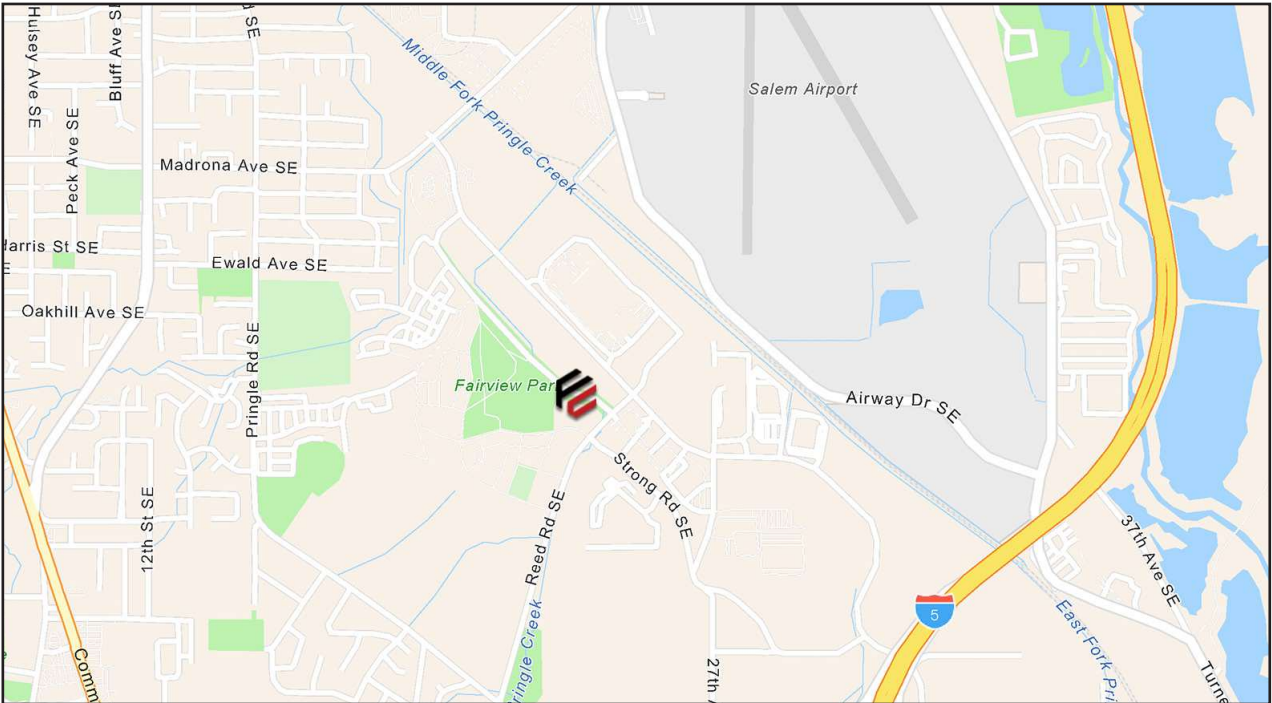 Hulsey Ave SE
Bluff Ave SE
d SE
Middle Fork Pringle Creek
Salem Airport
Peck Ave SE
Madrona Ave SE
Harris St SE
E
Ewald Ave SE
Oakhill Ave SE
Pringle Rd SE
Fairview Par
Airway Dr SE
Strong Rd SE
12th St SE
Reed Rd SE
37th Ave SE
5
East Fork Pri
Pringle Creek
Comm
27th
Turne